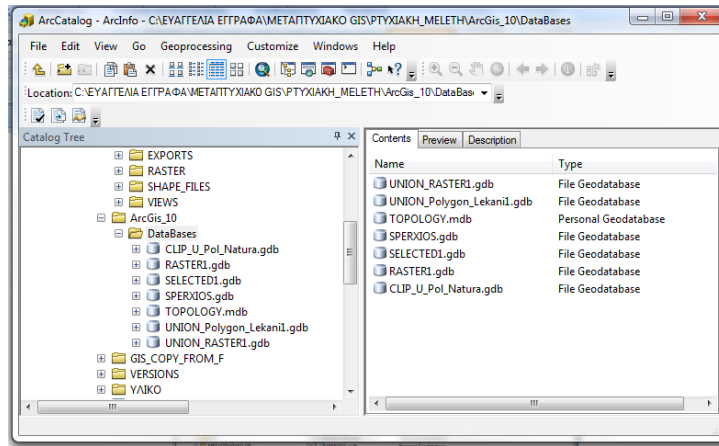 ArcCatalog - ArcInfo - C:\ΕΥΑΓΓΕΛΙΑ ΕΓΓΡΑΦΑ\ΜΕΤΑΠΤΥΧΙΑΚΟ GIS\PTYXIAKH_MELETH\ArcGis_10\DataBases
File Edit View Go Geoprocessing Customize Windows Help
Location: C:\ΕΥΑΓΓΕΛΙΑ ΕΓΓΡΑΦΑ\ΜΕΤΑΠΤΥΧΙΑΚΟ GIS\PTYXIAKH_MELETH\ArcGis_10\DataBas
Catalog Tree
EXPORTS
RASTER
SHAPE_FILES
VIEWS
ArcGis_10
DataBases
CLIP_U_Pol_Natura.gdb
RASTER1.gdb
SELECTED1.gdb
SPERXIOS.gdb
TOPOLOGY.mdb
UNION_Polygon_Lekani1.gdb
UNION_RASTER1.gdb
GIS_COPY_FROM_F
VERSIONS
ΥΛΙΚΟ
Contents Preview Description
Name Type
UNION_RASTER1.gdb File Geodatabase
UNION_Polygon_Lekani1.gdb File Geodatabase
TOPOLOGY.mdb Personal Geodatabase
SPERXIOS.gdb File Geodatabase
SELECTED1.gdb File Geodatabase
RASTER1.gdb File Geodatabase
CLIP_U_Pol_Natura.gdb File Geodatabase